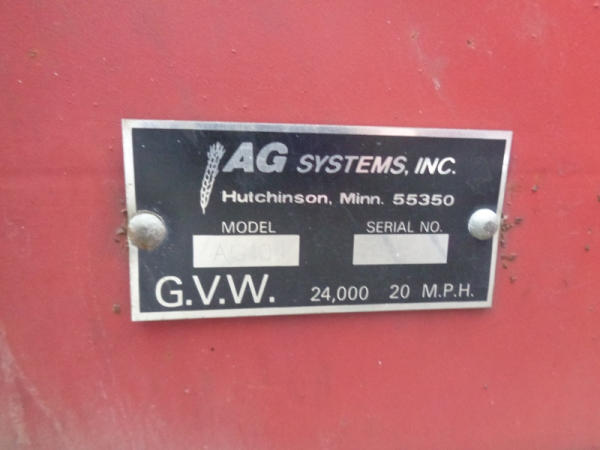 AG SYSTEMS, INC.
Hutchinson, Minn. 55350
MODEL SERIAL NO.
G.V.W. 24,000 20 M.P.H.